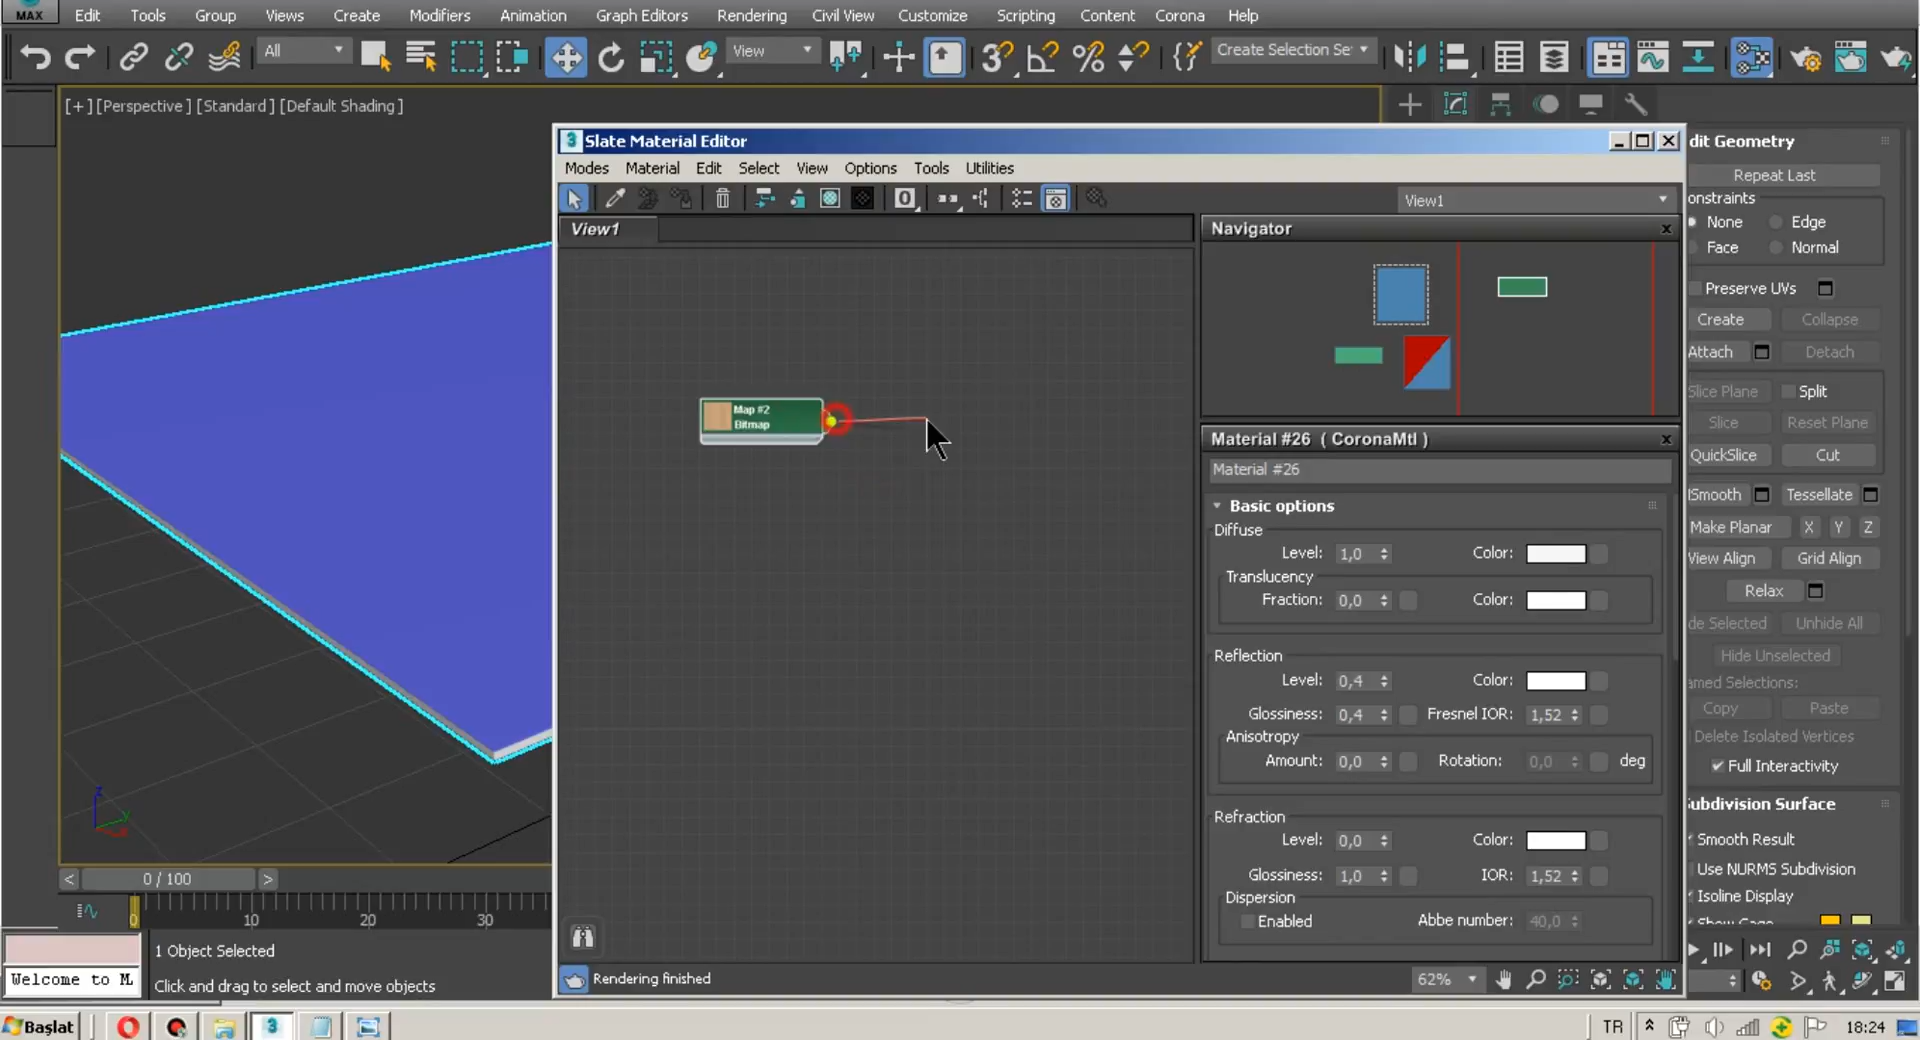 MAX Edit Tools Group Views Create Modifiers Animation Graph Editors Rendering Civil View Customize Scripting Content Corona Help
All View Create Selection Se
[+] [Perspective ] [Standard ] [Default Shading ]
3 Slate Material Editor
Modes Material Edit Select View Options Tools Utilities
View1
View1
Navigator
Map #2
Bitmap
Material #26 ( CoronaMtl )
Material #26
Basic options
Diffuse
Level: 1,0 Color:
Translucency
Fraction: 0,0 Color:
Reflection
Level: 0,4 Color:
Glossiness: 0,4 Fresnel IOR: 1,52
Anisotropy
Amount: 0,0 Rotation: 0,0 deg
Refraction
Level: 0,0 Color:
Glossiness: 1,0 IOR: 1,52
Dispersion
Enabled Abbe number: 40,0
Rendering finished
62%
dit Geometry
Repeat Last
onstraints
None Edge
Face Normal
Preserve UVs
Create Collapse
Attach Detach
Slice Plane Split
Slice Reset Plane
QuickSlice Cut
Smooth Tessellate
Make Planar X Y Z
View Align Grid Align
Relax
de Selected Unhide All
Hide Unselected
amed Selections:
Copy Paste
Delete Isolated Vertices
Full Interactivity
Subdivision Surface
Smooth Result
Use NURMS Subdivision
Isoline Display
z
y
x
< 0 / 100 >
0 10 20 30
1 Object Selected
Welcome to M.
Click and drag to select and move objects
Başlat
TR 18:24